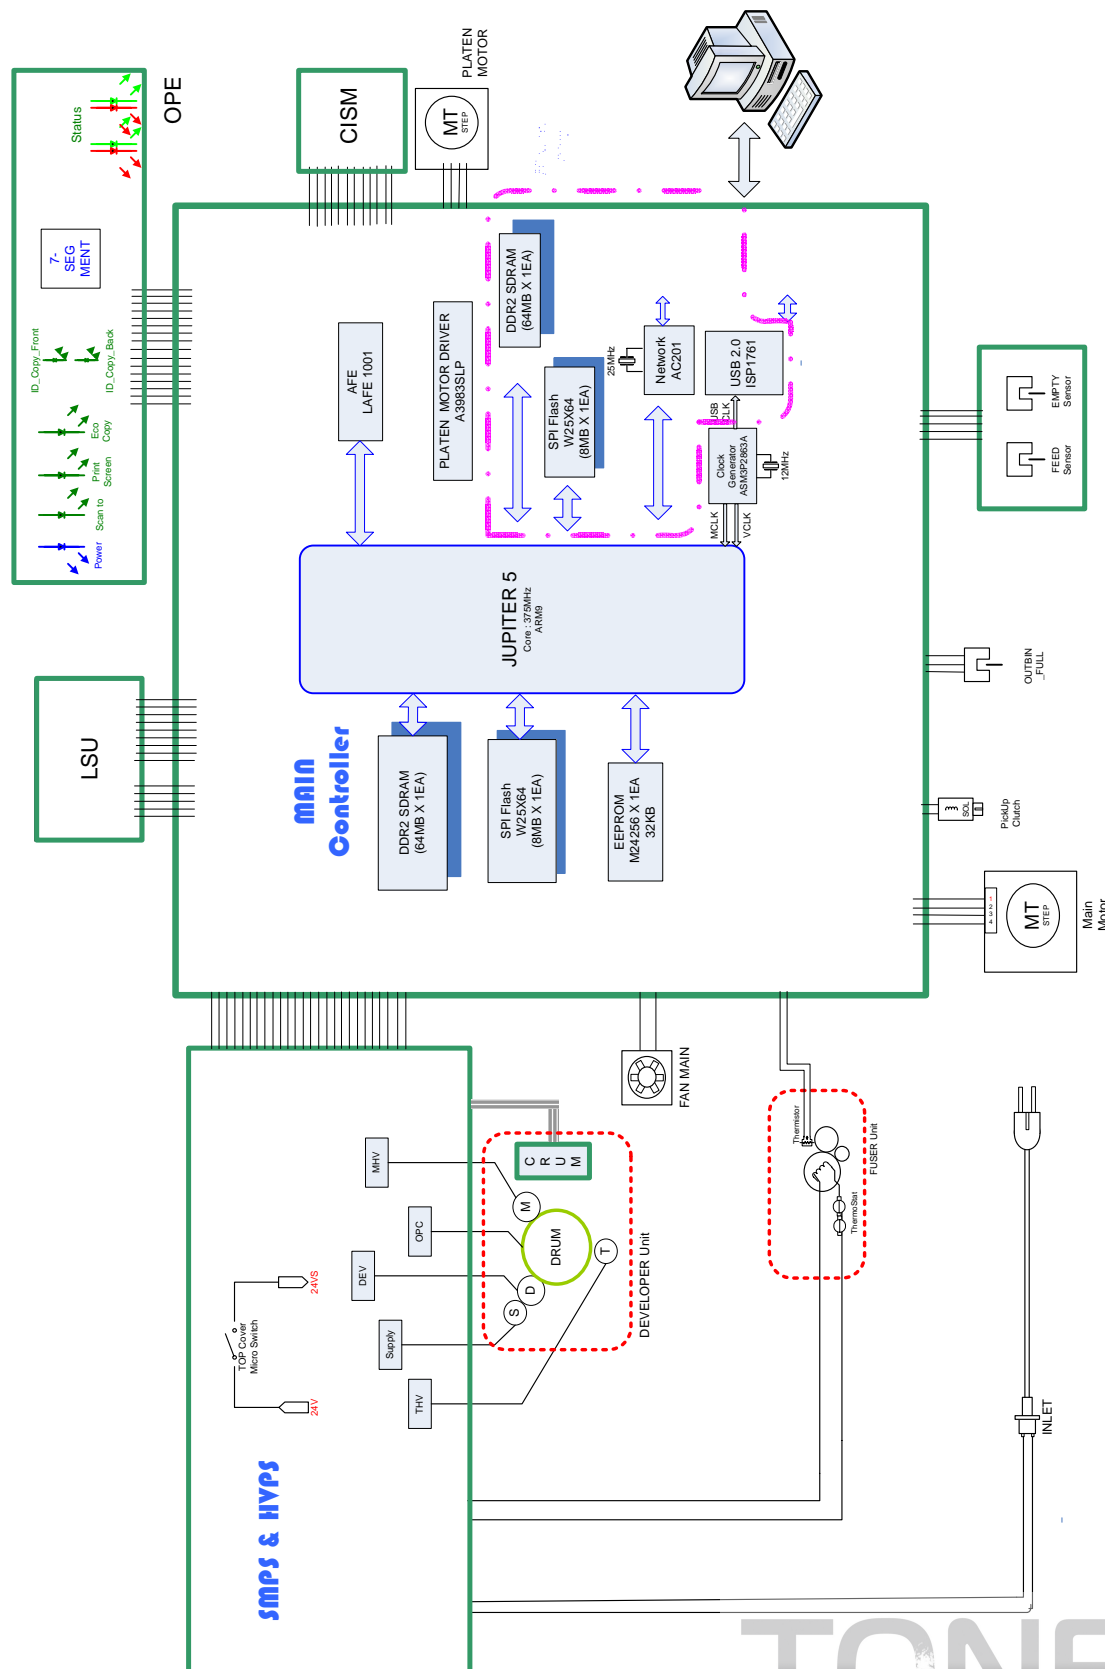 OPE
Status
7-
SEG
MENT
ID_Copy_Front
ID_Copy_Back
Eco
Copy
Print
Screen
Scan to
Power
CISM
PLATEN
MOTOR
MT
STEP
LSU
MAIN
Controller
JUPITER 5
Core : 375MHz
ARM9
AFE
LAFE 1001
PLATEN MOTOR DRIVER
A3983SLP
DDR2 SDRAM
(64MB X 1EA)
SPI Flash
W25X64
(8MB X 1EA)
25MHz
Network
AC201
USB 2.0
ISP1761
USB
CLK
Clock
Generator
ASM3P2863A
12MHz
MCLK
VCLK
DDR2 SDRAM
(64MB X 1EA)
SPI Flash
W25X64
(8MB X 1EA)
EEPROM
M24256 X 1EA
32KB
EMPTY
Sensor
FEED
Sensor
OUTBIN
_FULL
SOL
PickUp
Clutch
1
2
3
4
MT
STEP
Main
Motor
FAN MAIN
SMPS & HVPS
TOP Cover
Micro Switch
24VS
24V
MHV
OPC
DEV
Supply
THV
C
R
U
M
M
DRUM
D
S
T
DEVELOPER Unit
Thermistor
ThermoStat
FUSER Unit
INLET